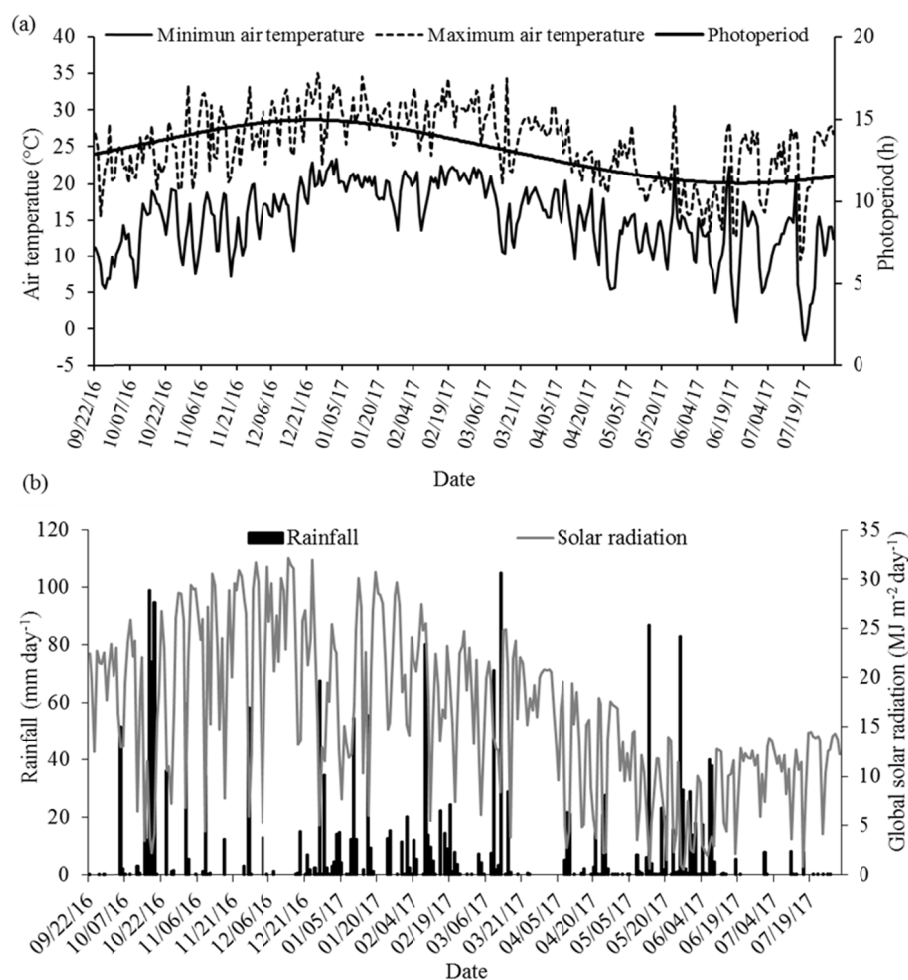 (a)
Minimun air temperature Maximum air temperature Photoperiod
Air temperatue (°C)
40
35
30
25
20
15
10
5
0
-5
20
15
10
5
0
Photoperiod (h)
09/22/16 10/07/16 10/22/16 11/06/16 11/21/16 12/06/16 12/21/16 01/05/17 01/20/17 02/04/17 02/19/17 03/06/17 03/21/17 04/05/17 04/20/17 05/05/17 05/20/17 06/04/17 06/19/17 07/04/17 07/19/17
Date
(b)
Rainfall Solar radiation
Rainfall (mm day-1)
120
100
80
60
40
20
0
35
30
25
20
15
10
5
0
Global solar radiation (MJ m-2 day-1)
09/22/16 10/07/16 10/22/16 11/06/16 11/21/16 12/06/16 12/21/16 01/05/17 01/20/17 02/04/17 02/19/17 03/06/17 03/21/17 04/05/17 04/20/17 05/05/17 05/20/17 06/04/17 06/19/17 07/04/17 07/19/17
Date